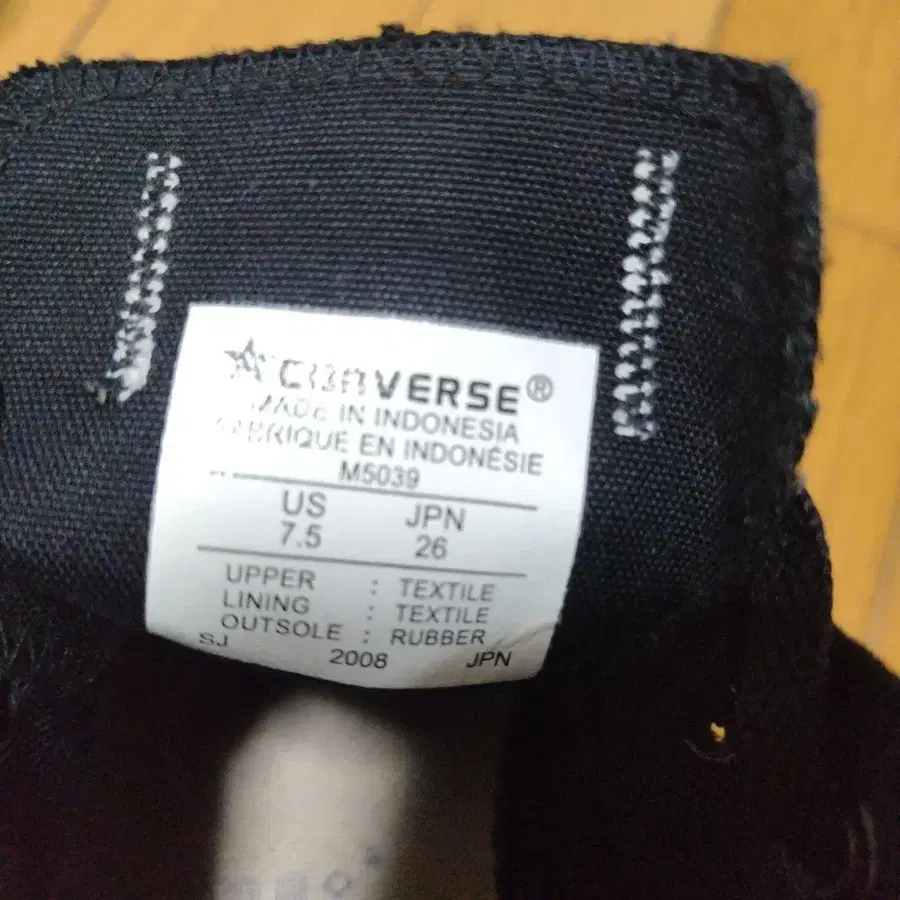 CONVERSE®
MADE IN INDONESIA
FABRIQUE EN INDONÉSIE
M5039
US JPN
7.5 26
UPPER : TEXTILE
LINING : TEXTILE
OUTSOLE : RUBBER
SJ 2008 JPN